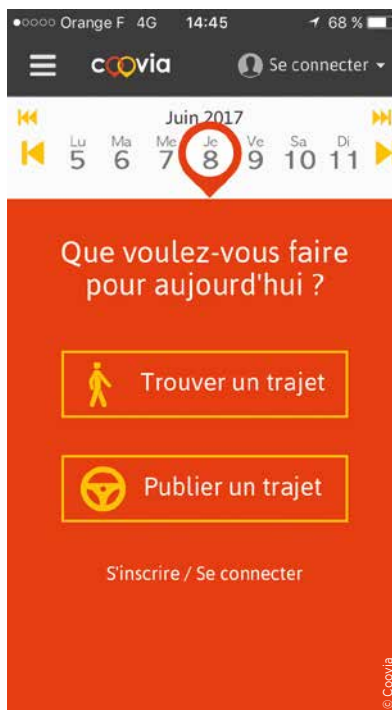 Orange F 4G 14:45 68 %
coovia Se connecter
Juin 2017
Lu Ma Me Je Ve Sa Di
5 6 7 8 9 10 11
Que voulez-vous faire
pour aujourd'hui ?
Trouver un trajet
Publier un trajet
S'inscrire / Se connecter
© Coovia